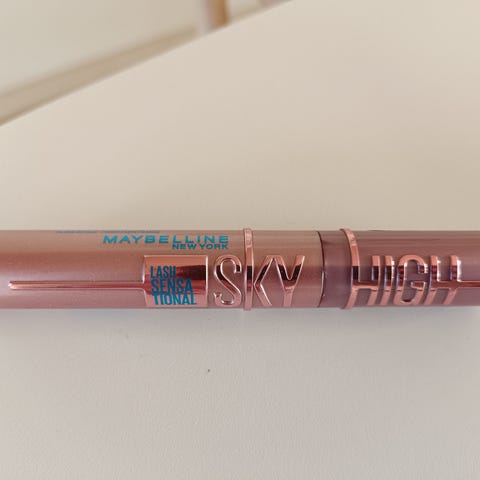 MAYBELLINE
NEW YORK
LASH
SENSA
TIONAL
SKY HIGH